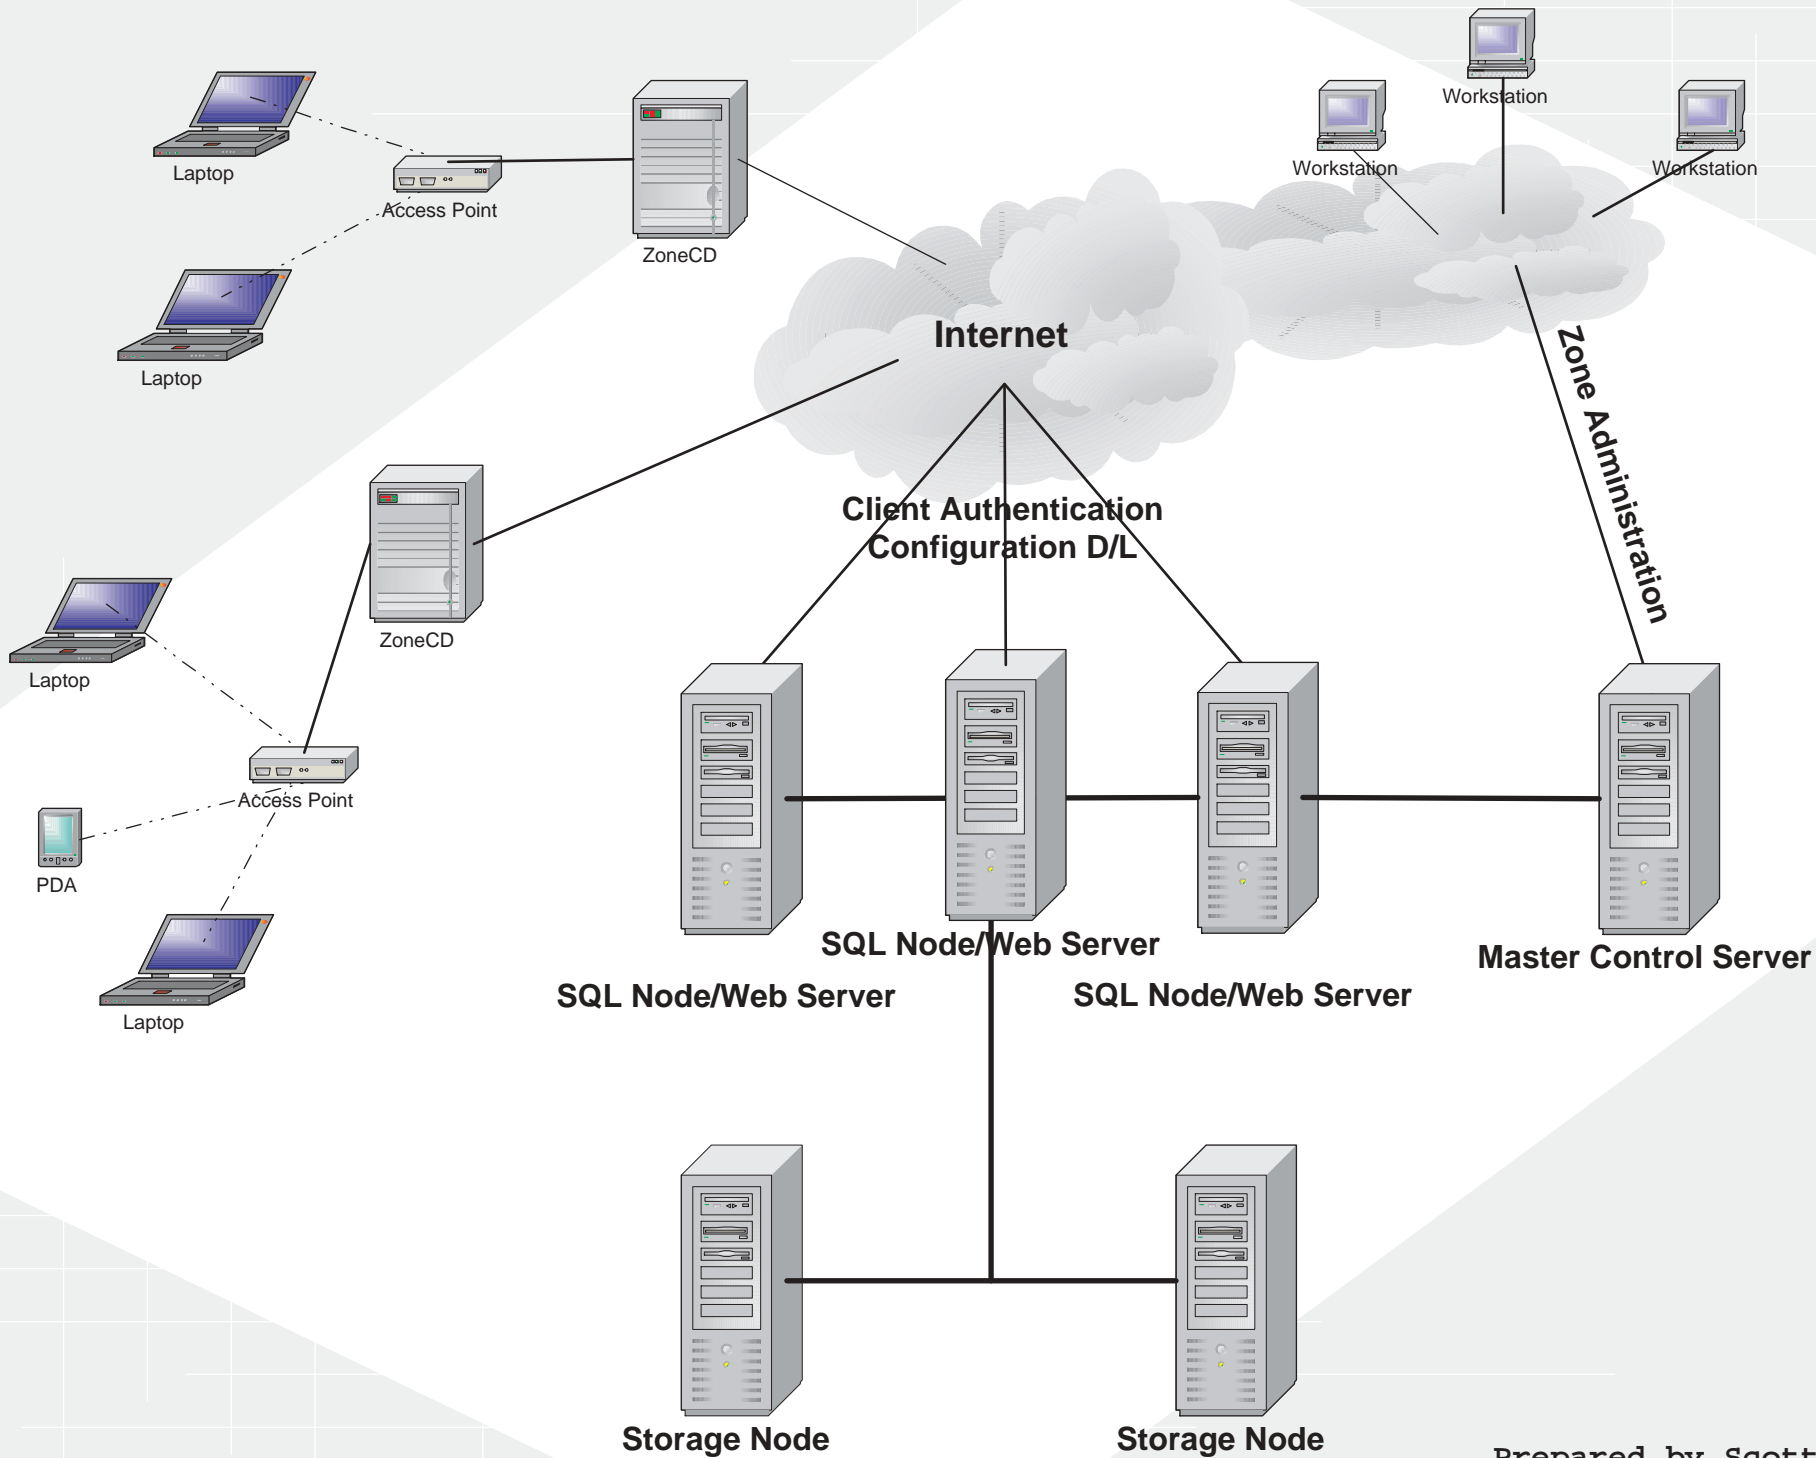 Workstation
Workstation
Workstation
Laptop
Access Point
ZoneCD
Laptop
Internet
Zone Administration
Client Authentication
Configuration D/L
ZoneCD
Laptop
Access Point
PDA
Laptop
SQL Node/Web Server
SQL Node/Web Server
SQL Node/Web Server
Master Control Server
Storage Node
Storage Node
Prepared by Scott